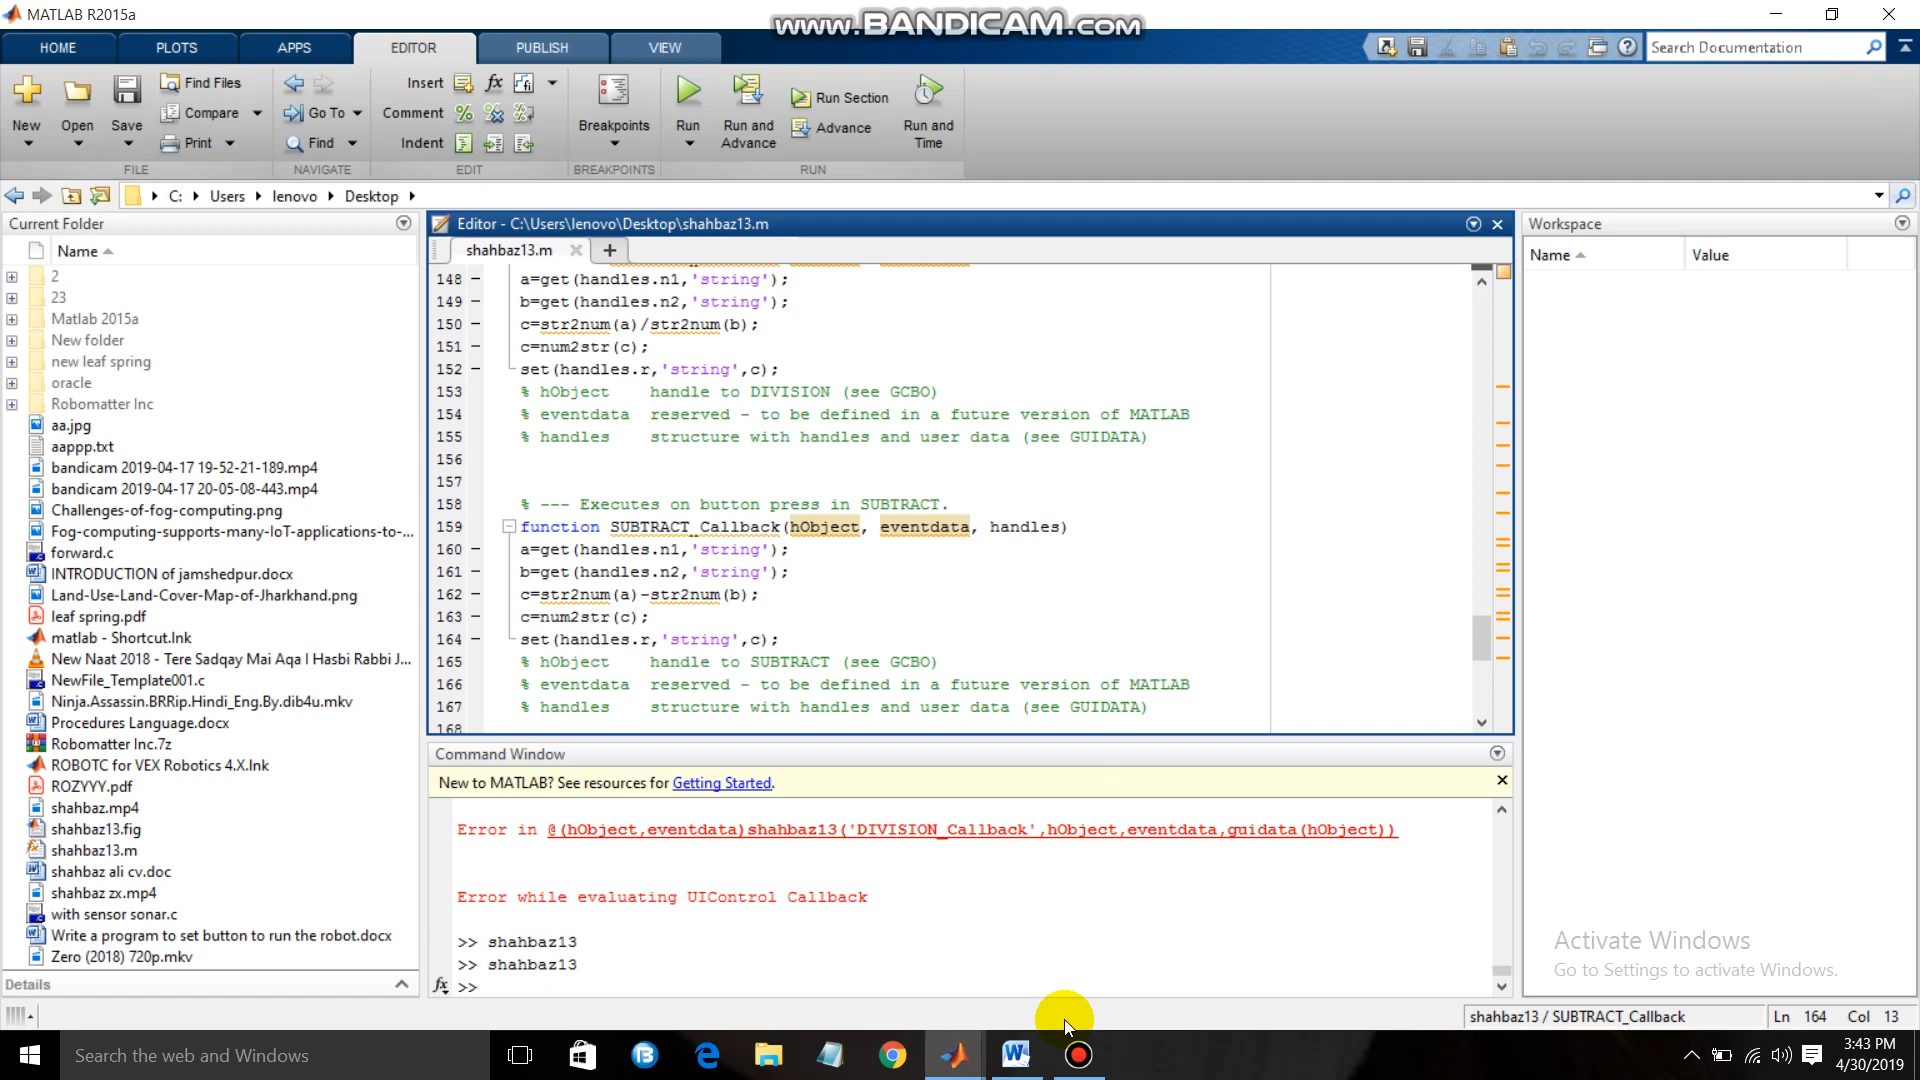 MATLAB R2015a
www.BANDICAM.com
HOME PLOTS APPS EDITOR PUBLISH VIEW
Search Documentation
New Open Save Find Files Compare Print
Go To Find
Insert Comment Indent
Breakpoints
Run Run and Advance Run Section Advance Run and Time
FILE NAVIGATE EDIT BREAKPOINTS RUN
C: Users lenovo Desktop
Current Folder
Name
2
23
Matlab 2015a
New folder
new leaf spring
oracle
Robomatter Inc
aa.jpg
aappp.txt
bandicam 2019-04-17 19-52-21-189.mp4
bandicam 2019-04-17 20-05-08-443.mp4
Challenges-of-fog-computing.png
Fog-computing-supports-many-IoT-applications-to-...
forward.c
INTRODUCTION of jamshedpur.docx
Land-Use-Land-Cover-Map-of-Jharkhand.png
leaf spring.pdf
matlab - Shortcut.lnk
New Naat 2018 - Tere Sadqay Mai Aqa l Hasbi Rabbi J...
NewFile_Template001.c
Ninja.Assassin.BRRip.Hindi_Eng.By.dib4u.mkv
Procedures Language.docx
Robomatter Inc.7z
ROBOTC for VEX Robotics 4.X.lnk
ROZYYY.pdf
shahbaz.mp4
shahbaz13.fig
shahbaz13.m
shahbaz ali cv.docx
shahbaz zx.mp4
with sensor sonar.c
Write a program to set button to run the robot.docx
Zero (2018) 720p.mkv
Details
Editor - C:\Users\lenovo\Desktop\shahbaz13.m
shahbaz13.m
148 a=get(handles.n1,'string');
149 b=get(handles.n2,'string');
150 c=str2num(a)/str2num(b);
151 c=num2str(c);
152 set(handles.r,'string',c);
153 % hObject    handle to DIVISION (see GCBO)
154 % eventdata  reserved - to be defined in a future version of MATLAB
155 % handles    structure with handles and user data (see GUIDATA)
156
157
158 % --- Executes on button press in SUBTRACT.
159 function SUBTRACT_Callback(hObject, eventdata, handles)
160 a=get(handles.n1,'string');
161 b=get(handles.n2,'string');
162 c=str2num(a)-str2num(b);
163 c=num2str(c);
164 set(handles.r,'string',c);
165 % hObject    handle to SUBTRACT (see GCBO)
166 % eventdata  reserved - to be defined in a future version of MATLAB
167 % handles    structure with handles and user data (see GUIDATA)
168
Command Window
New to MATLAB? See resources for Getting Started.
Error in @(hObject,eventdata)shahbaz13('DIVISION_Callback',hObject,eventdata,guidata(hObject))
Error while evaluating UIControl Callback
>> shahbaz13
>> shahbaz13
fx >>
Workspace
Name Value
Activate Windows
Go to Settings to activate Windows.
shahbaz13 / SUBTRACT_Callback Ln 164 Col 13
Search the web and Windows
3:43 PM
4/30/2019